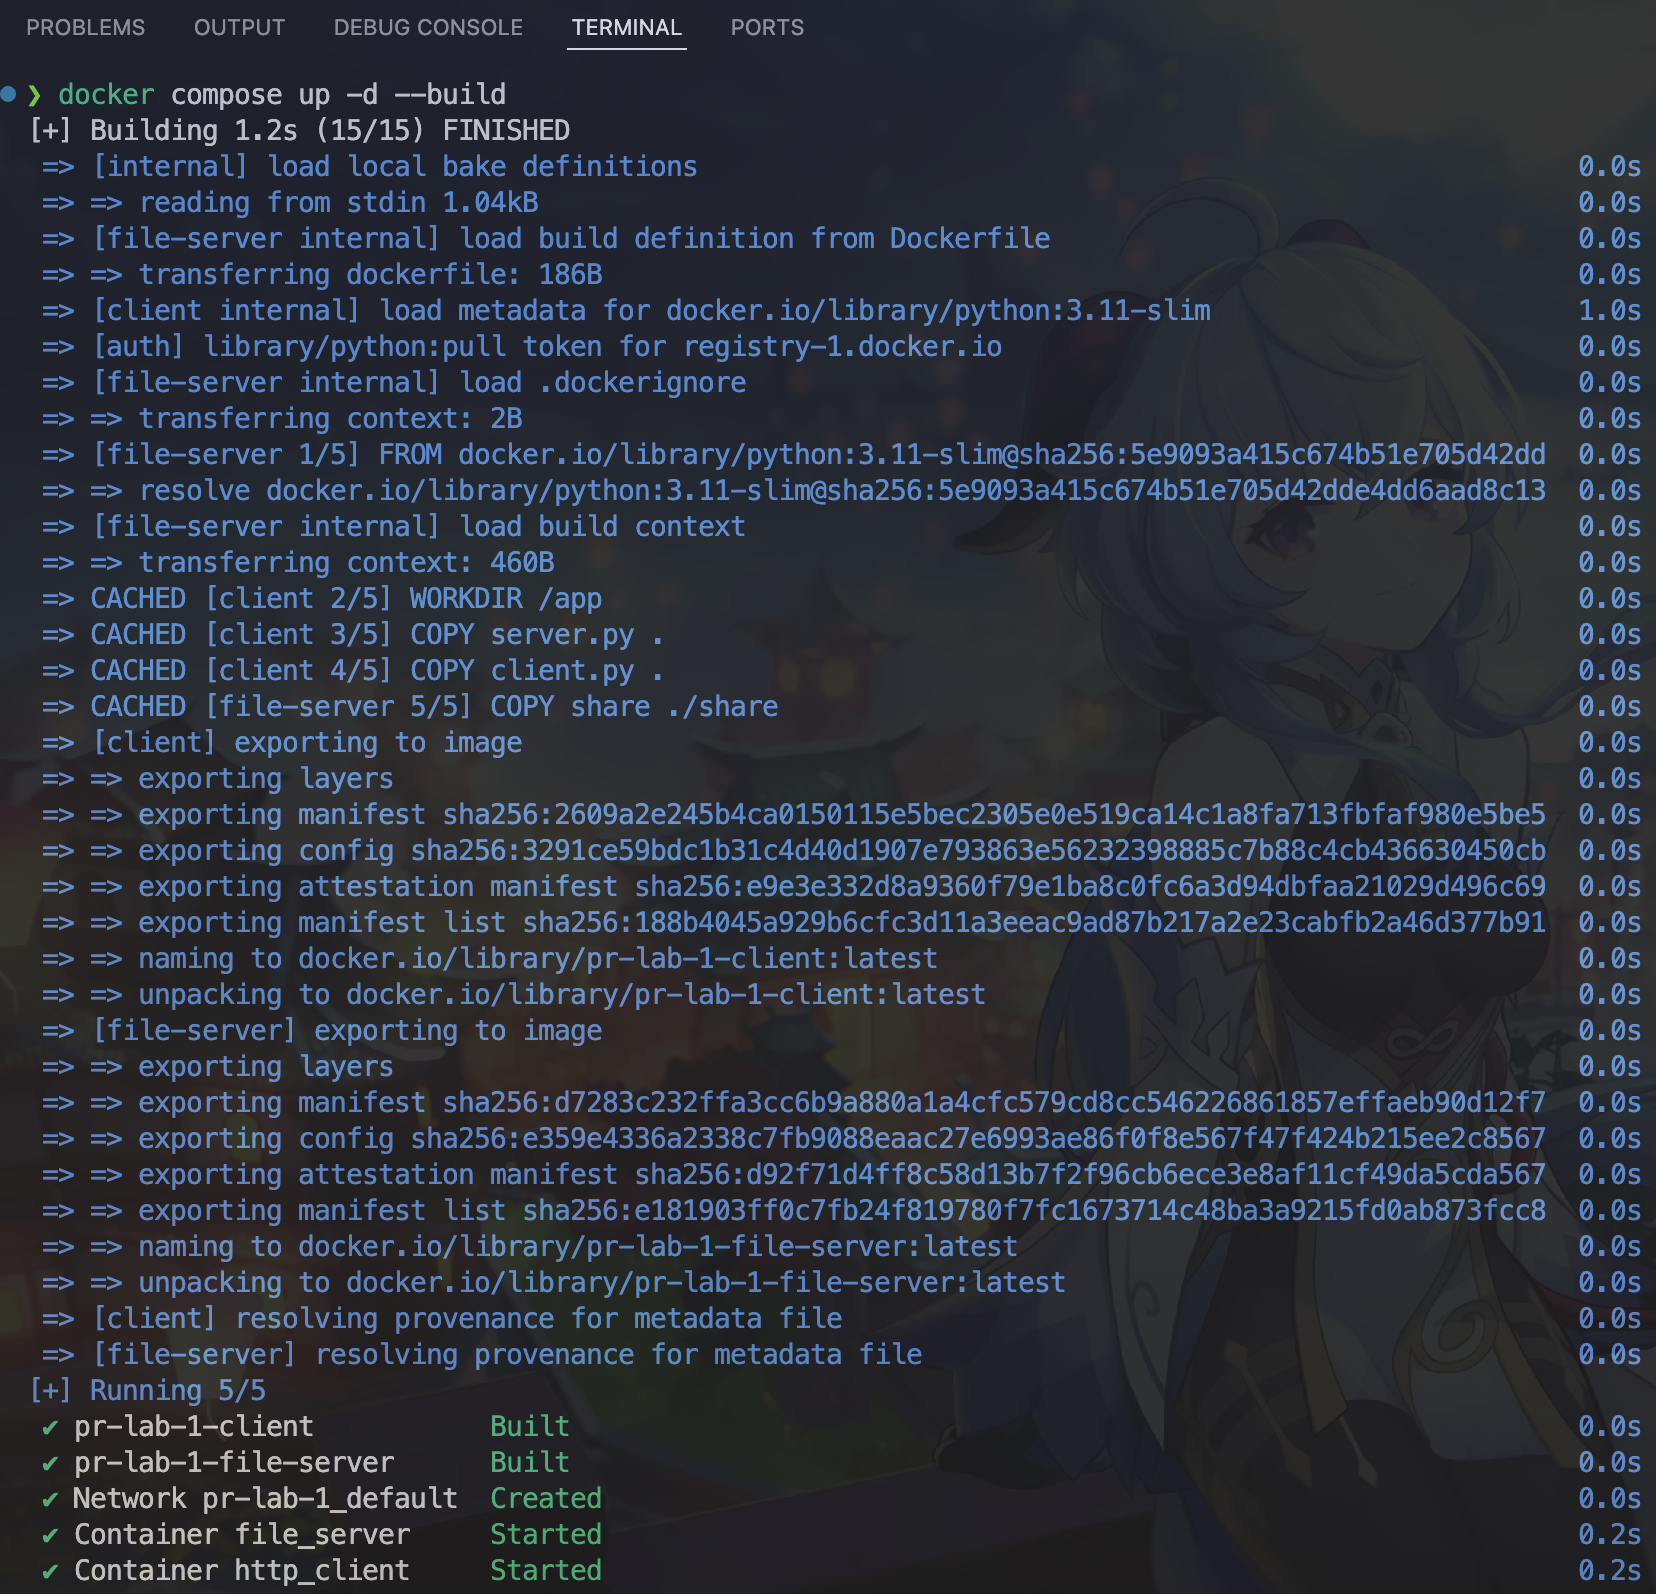 PROBLEMS OUTPUT DEBUG CONSOLE TERMINAL PORTS
❯ docker compose up -d --build
[+] Building 1.2s (15/15) FINISHED
=> [internal] load local bake definitions 0.0s
=> => reading from stdin 1.04kB 0.0s
=> [file-server internal] load build definition from Dockerfile 0.0s
=> => transferring dockerfile: 186B 0.0s
=> [client internal] load metadata for docker.io/library/python:3.11-slim 1.0s
=> [auth] library/python:pull token for registry-1.docker.io 0.0s
=> [file-server internal] load .dockerignore 0.0s
=> => transferring context: 2B 0.0s
=> [file-server 1/5] FROM docker.io/library/python:3.11-slim@sha256:5e9093a415c674b51e705d42dd 0.0s
=> => resolve docker.io/library/python:3.11-slim@sha256:5e9093a415c674b51e705d42dde4dd6aad8c13 0.0s
=> [file-server internal] load build context 0.0s
=> => transferring context: 460B 0.0s
=> CACHED [client 2/5] WORKDIR /app 0.0s
=> CACHED [client 3/5] COPY server.py . 0.0s
=> CACHED [client 4/5] COPY client.py . 0.0s
=> CACHED [file-server 5/5] COPY share ./share 0.0s
=> [client] exporting to image 0.0s
=> => exporting layers 0.0s
=> => exporting manifest sha256:2609a2e245b4ca0150115e5bec2305e0e519ca14c1a8fa713fbfaf980e5be5 0.0s
=> => exporting config sha256:3291ce59bdc1b31c4d40d1907e793863e56232398885c7b88c4cb436630450cb 0.0s
=> => exporting attestation manifest sha256:e9e3e332d8a9360f79e1ba8c0fc6a3d94dbfaa21029d496c69 0.0s
=> => exporting manifest list sha256:188b4045a929b6cfc3d11a3eeac9ad87b217a2e23cabfb2a46d377b91 0.0s
=> => naming to docker.io/library/pr-lab-1-client:latest 0.0s
=> => unpacking to docker.io/library/pr-lab-1-client:latest 0.0s
=> [file-server] exporting to image 0.0s
=> => exporting layers 0.0s
=> => exporting manifest sha256:d7283c232ffa3cc6b9a880a1a4cfc579cd8cc546226861857effaeb90d12f7 0.0s
=> => exporting config sha256:e359e4336a2338c7fb9088eaac27e6993ae86f0f8e567f47f424b215ee2c8567 0.0s
=> => exporting attestation manifest sha256:d92f71d4ff8c58d13b7f2f96cb6ece3e8af11cf49da5cda567 0.0s
=> => exporting manifest list sha256:e181903ff0c7fb24f819780f7fc1673714c48ba3a9215fd0ab873fcc8 0.0s
=> => naming to docker.io/library/pr-lab-1-file-server:latest 0.0s
=> => unpacking to docker.io/library/pr-lab-1-file-server:latest 0.0s
=> [client] resolving provenance for metadata file 0.0s
=> [file-server] resolving provenance for metadata file 0.0s
[+] Running 5/5
✔ pr-lab-1-client Built 0.0s
✔ pr-lab-1-file-server Built 0.0s
✔ Network pr-lab-1_default Created 0.0s
✔ Container file_server Started 0.2s
✔ Container http_client Started 0.2s